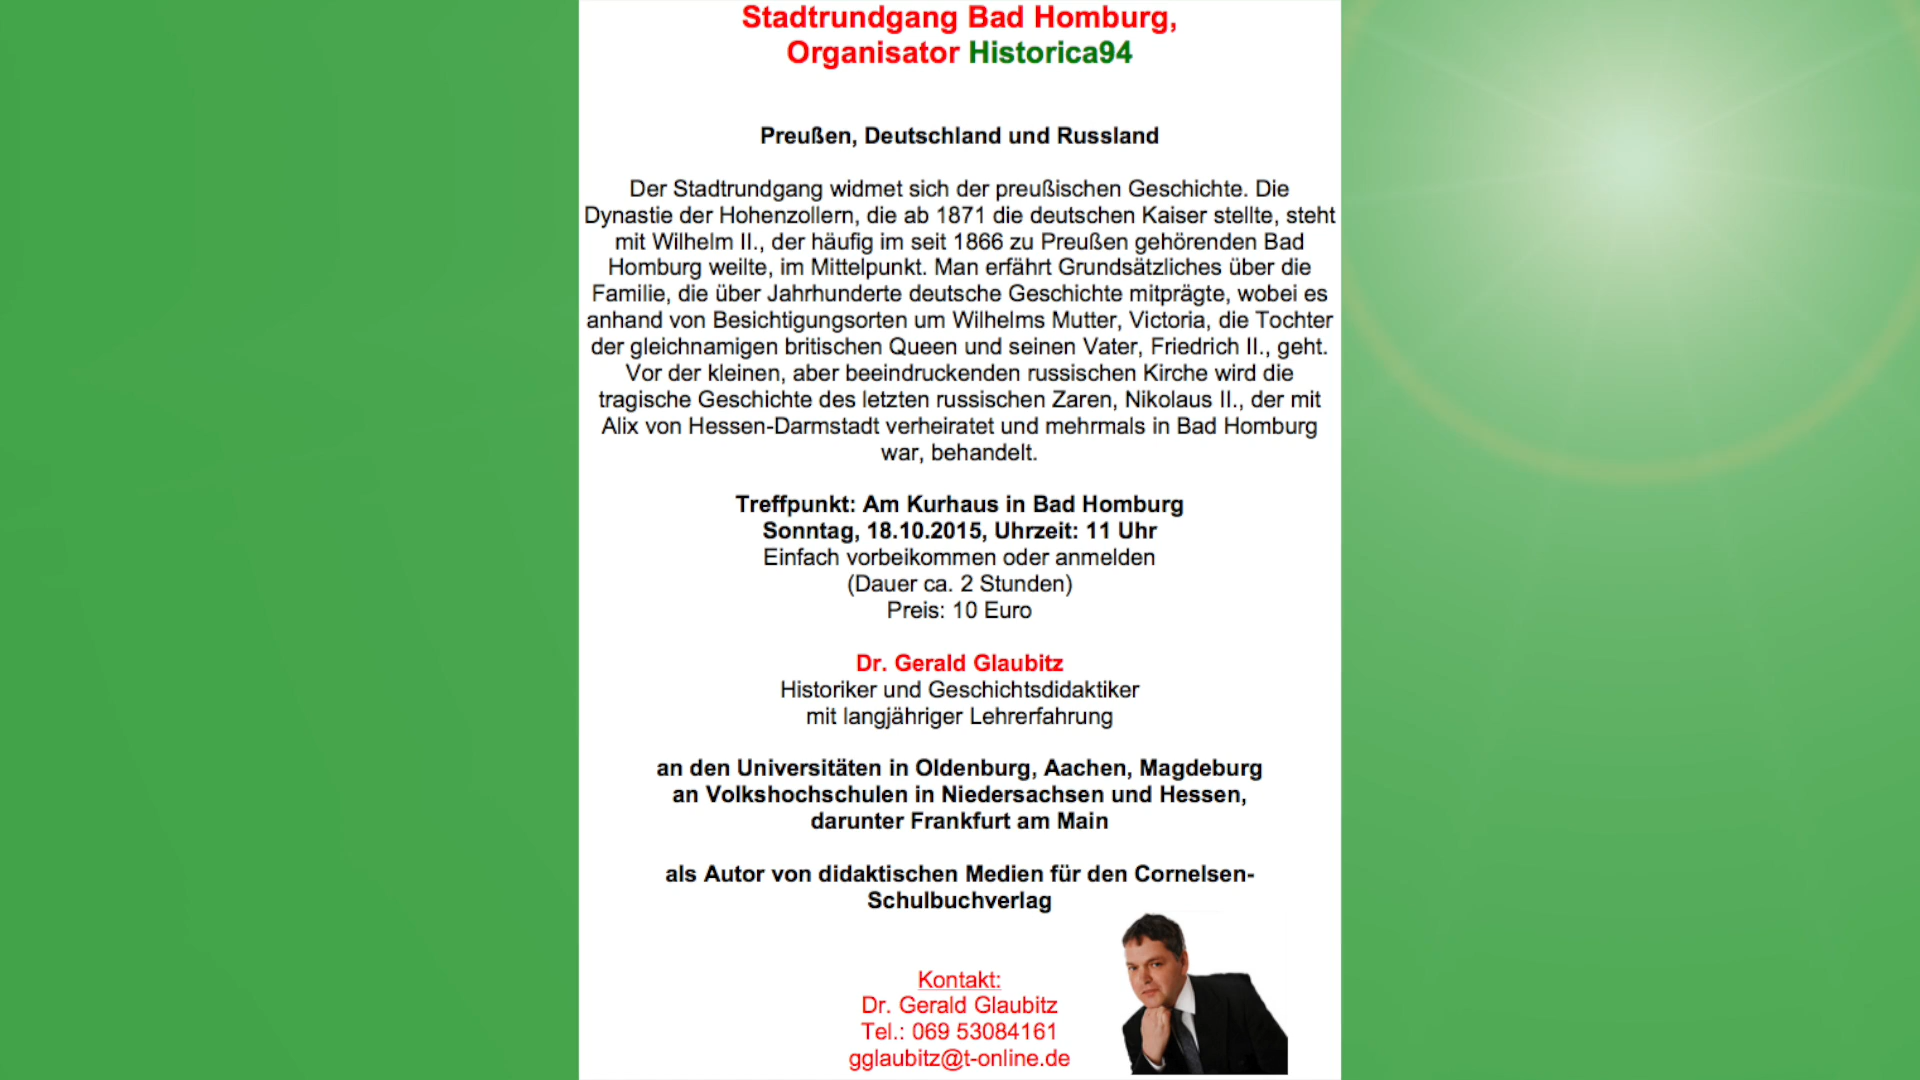 Stadtrundgang Bad Homburg,
Organisator Historica94
Preußen, Deutschland und Russland
Der Stadtrundgang widmet sich der preußischen Geschichte. Die
Dynastie der Hohenzollern, die ab 1871 die deutschen Kaiser stellte, steht
mit Wilhelm II., der häufig im seit 1866 zu Preußen gehörenden Bad
Homburg weilte, im Mittelpunkt. Man erfährt Grundsätzliches über die
Familie, die über Jahrhunderte deutsche Geschichte mitprägte, wobei es
anhand von Besichtigungsorten um Wilhelms Mutter, Victoria, die Tochter
der gleichnamigen britischen Queen und seinen Vater, Friedrich II., geht.
Vor der kleinen, aber beeindruckenden russischen Kirche wird die
tragische Geschichte des letzten russischen Zaren, Nikolaus II., der mit
Alix von Hessen-Darmstadt verheiratet und mehrmals in Bad Homburg
war, behandelt.
Treffpunkt: Am Kurhaus in Bad Homburg
Sonntag, 18.10.2015, Uhrzeit: 11 Uhr
Einfach vorbeikommen oder anmelden
(Dauer ca. 2 Stunden)
Preis: 10 Euro
Dr. Gerald Glaubitz
Historiker und Geschichtsdidaktiker
mit langjähriger Lehrerfahrung
an den Universitäten in Oldenburg, Aachen, Magdeburg
an Volkshochschulen in Niedersachsen und Hessen,
darunter Frankfurt am Main
als Autor von didaktischen Medien für den Cornelsen-
Schulbuchverlag
Kontakt:
Dr. Gerald Glaubitz
Tel.: 069 53084161
gglaubitz@t-online.de